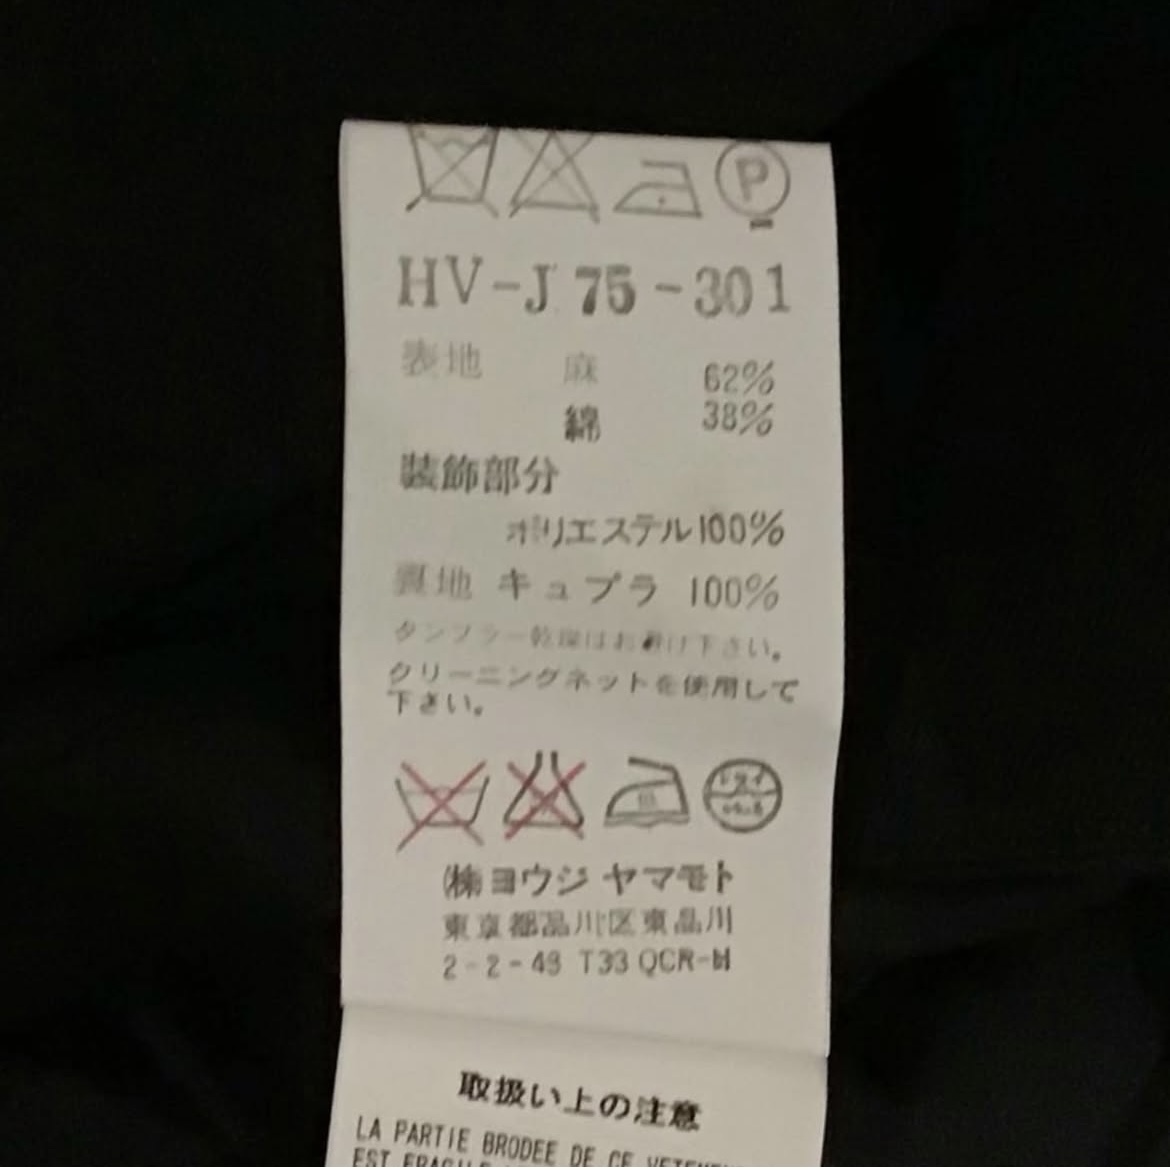 P
HV-J 75-301
表地 麻 62%
綿 38%
装飾部分
ポリエステル100%
裏地 キュプラ 100%
タンブラー乾燥はお避け下さい。
クリーニングネットを使用して
下さい。
ドライ
(株)ヨウジ ヤマモト
東京都品川区東品川
2-2-43 T33 QCR-H
取扱い上の注意
LA PARTIE BRODEE DE CE
EST